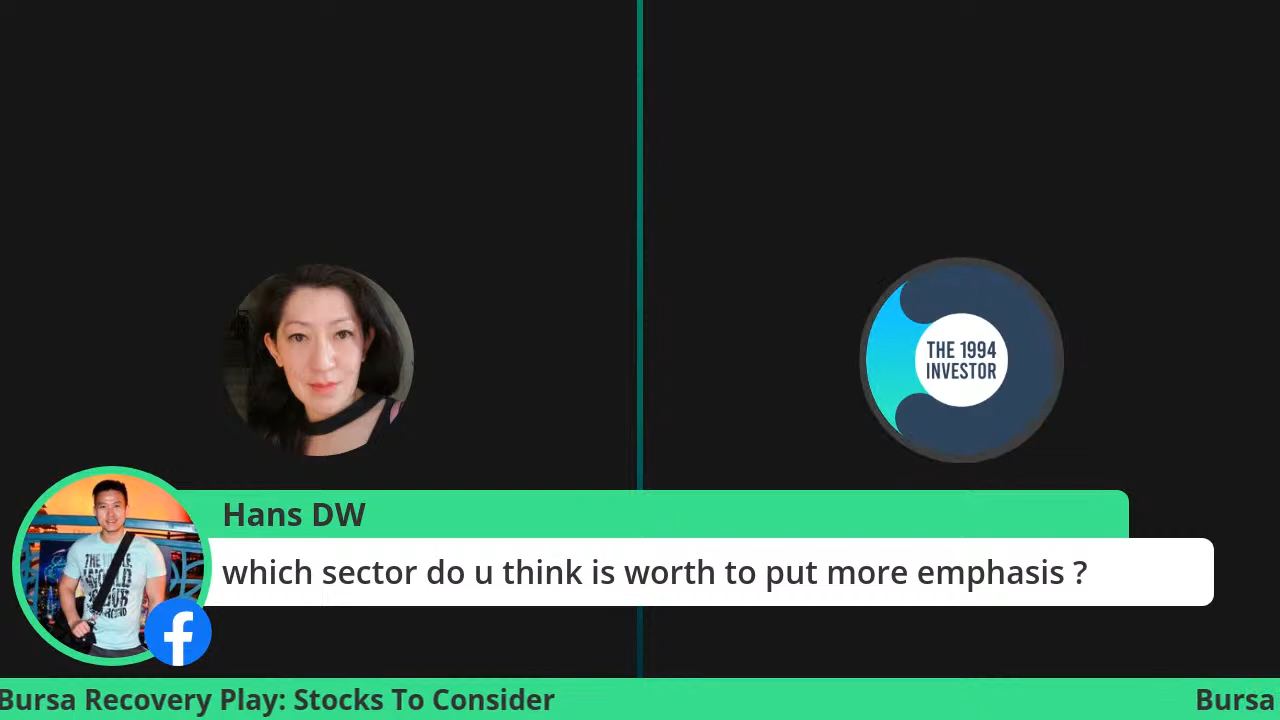 THE 1994
INVESTOR
Hans DW
which sector do u think is worth to put more emphasis ?
Bursa Recovery Play: Stocks To Consider
Bursa